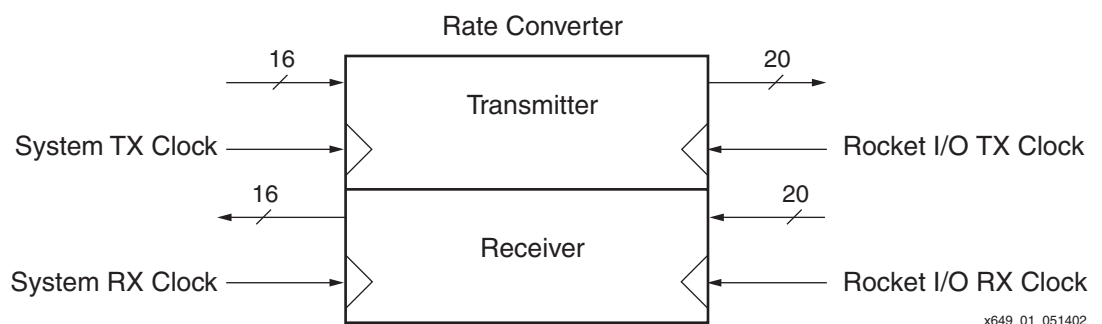 Rate Converter
16
20
Transmitter
System TX Clock
Rocket I/O TX Clock
16
20
Receiver
System RX Clock
Rocket I/O RX Clock
x649_01_051402